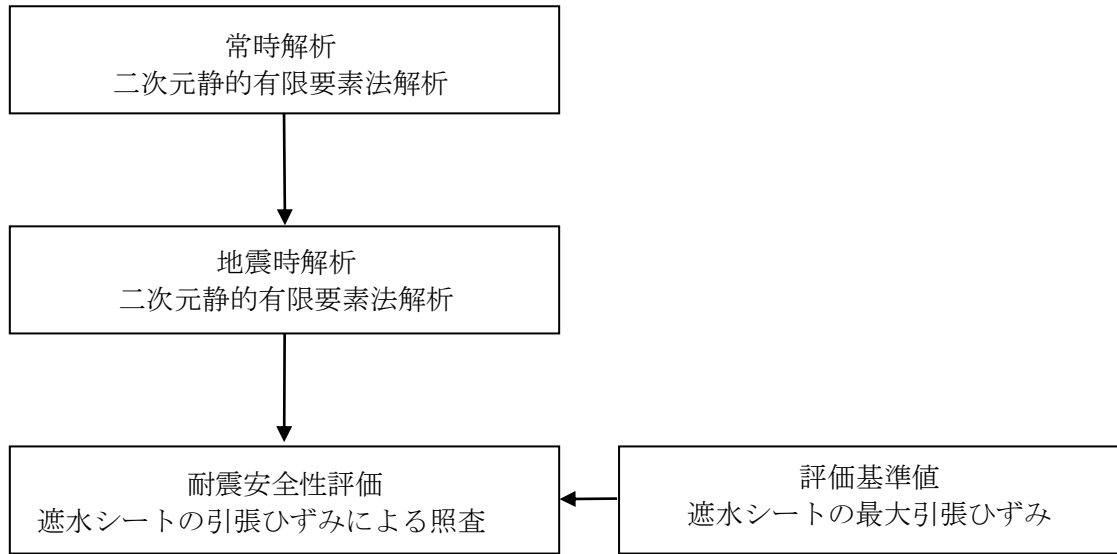 常時解析
二次元静的有限要素法解析
地震時解析
二次元静的有限要素法解析
耐震安全性評価
遮水シートの引張ひずみによる照査
評価基準値
遮水シートの最大引張ひずみ